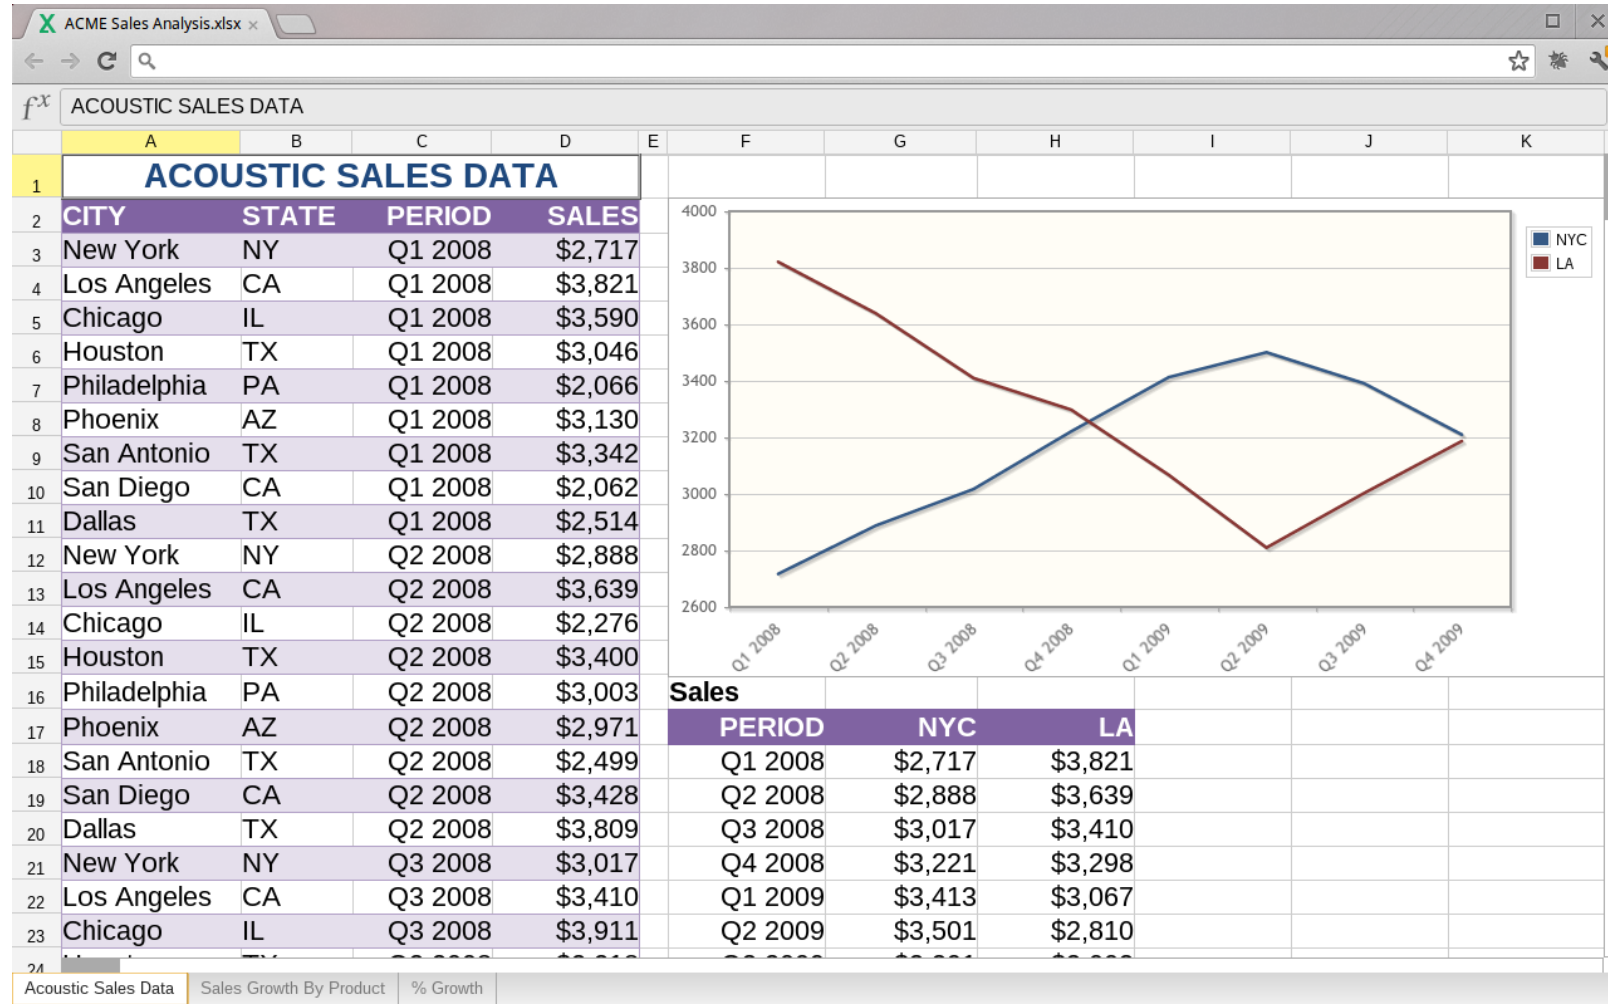 ACME Sales Analysis.xlsx ×
fx ACOUSTIC SALES DATA
A B C D E F G H I J K
1 ACOUSTIC SALES DATA
2 CITY STATE PERIOD SALES
3 New York NY Q1 2008 $2,717
4 Los Angeles CA Q1 2008 $3,821
5 Chicago IL Q1 2008 $3,590
6 Houston TX Q1 2008 $3,046
7 Philadelphia PA Q1 2008 $2,066
8 Phoenix AZ Q1 2008 $3,130
9 San Antonio TX Q1 2008 $3,342
10 San Diego CA Q1 2008 $2,062
11 Dallas TX Q1 2008 $2,514
12 New York NY Q2 2008 $2,888
13 Los Angeles CA Q2 2008 $3,639
14 Chicago IL Q2 2008 $2,276
15 Houston TX Q2 2008 $3,400
16 Philadelphia PA Q2 2008 $3,003
17 Phoenix AZ Q2 2008 $2,971
18 San Antonio TX Q2 2008 $2,499
19 San Diego CA Q2 2008 $3,428
20 Dallas TX Q2 2008 $3,809
21 New York NY Q3 2008 $3,017
22 Los Angeles CA Q3 2008 $3,410
23 Chicago IL Q3 2008 $3,911
24
4000
3800
3600
3400
3200
3000
2800
2600
Q1 2008 Q2 2008 Q3 2008 Q4 2008 Q1 2009 Q2 2009 Q3 2009 Q4 2009
NYC
LA
Sales
PERIOD NYC LA
Q1 2008 $2,717 $3,821
Q2 2008 $2,888 $3,639
Q3 2008 $3,017 $3,410
Q4 2008 $3,221 $3,298
Q1 2009 $3,413 $3,067
Q2 2009 $3,501 $2,810
Acoustic Sales Data Sales Growth By Product % Growth